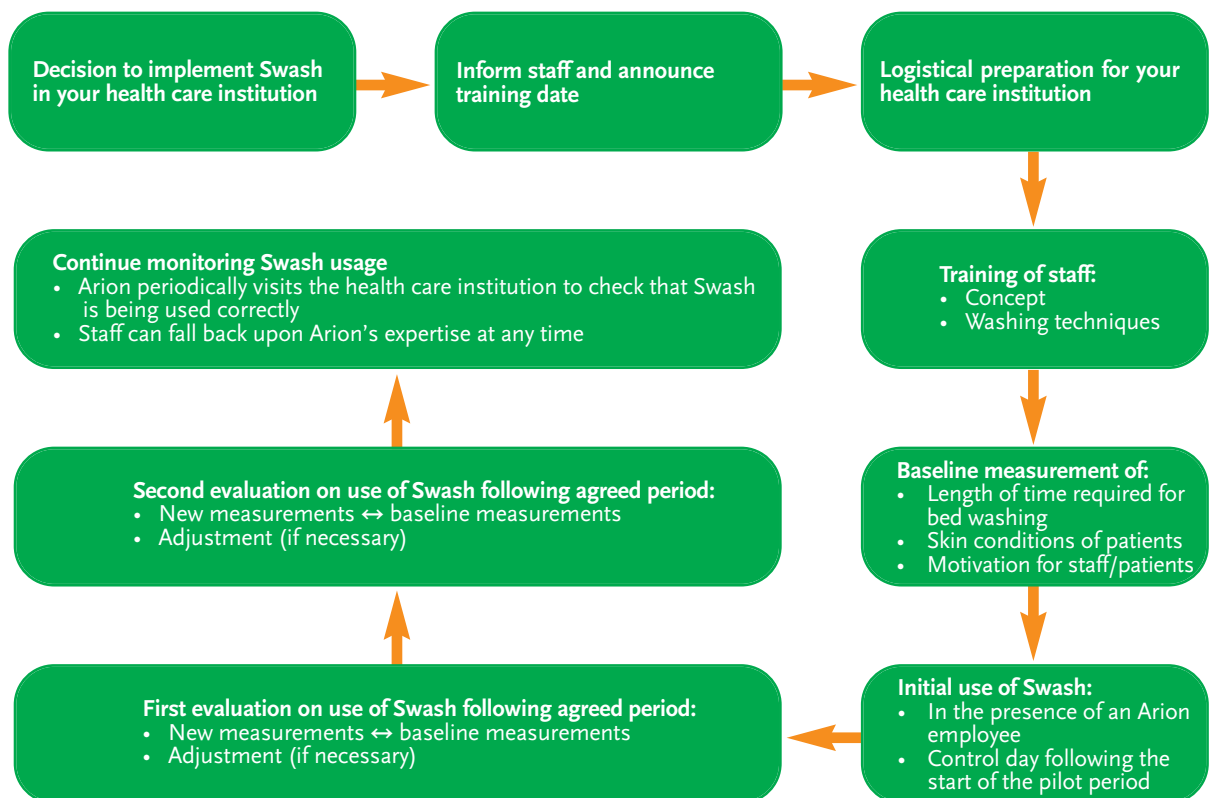 Decision to implement Swash
in your health care institution
Inform staff and announce
training date
Logistical preparation for your
health care institution
Training of staff:
• Concept
• Washing techniques
Baseline measurement of:
• Length of time required for
bed washing
• Skin conditions of patients
• Motivation for staff/patients
Initial use of Swash:
• In the presence of an Arion
employee
• Control day following the
start of the pilot period
First evaluation on use of Swash following agreed period:
• New measurements ↔ baseline measurements
• Adjustment (if necessary)
Second evaluation on use of Swash following agreed period:
• New measurements ↔ baseline measurements
• Adjustment (if necessary)
Continue monitoring Swash usage
• Arion periodically visits the health care institution to check that Swash
is being used correctly
• Staff can fall back upon Arion’s expertise at any time